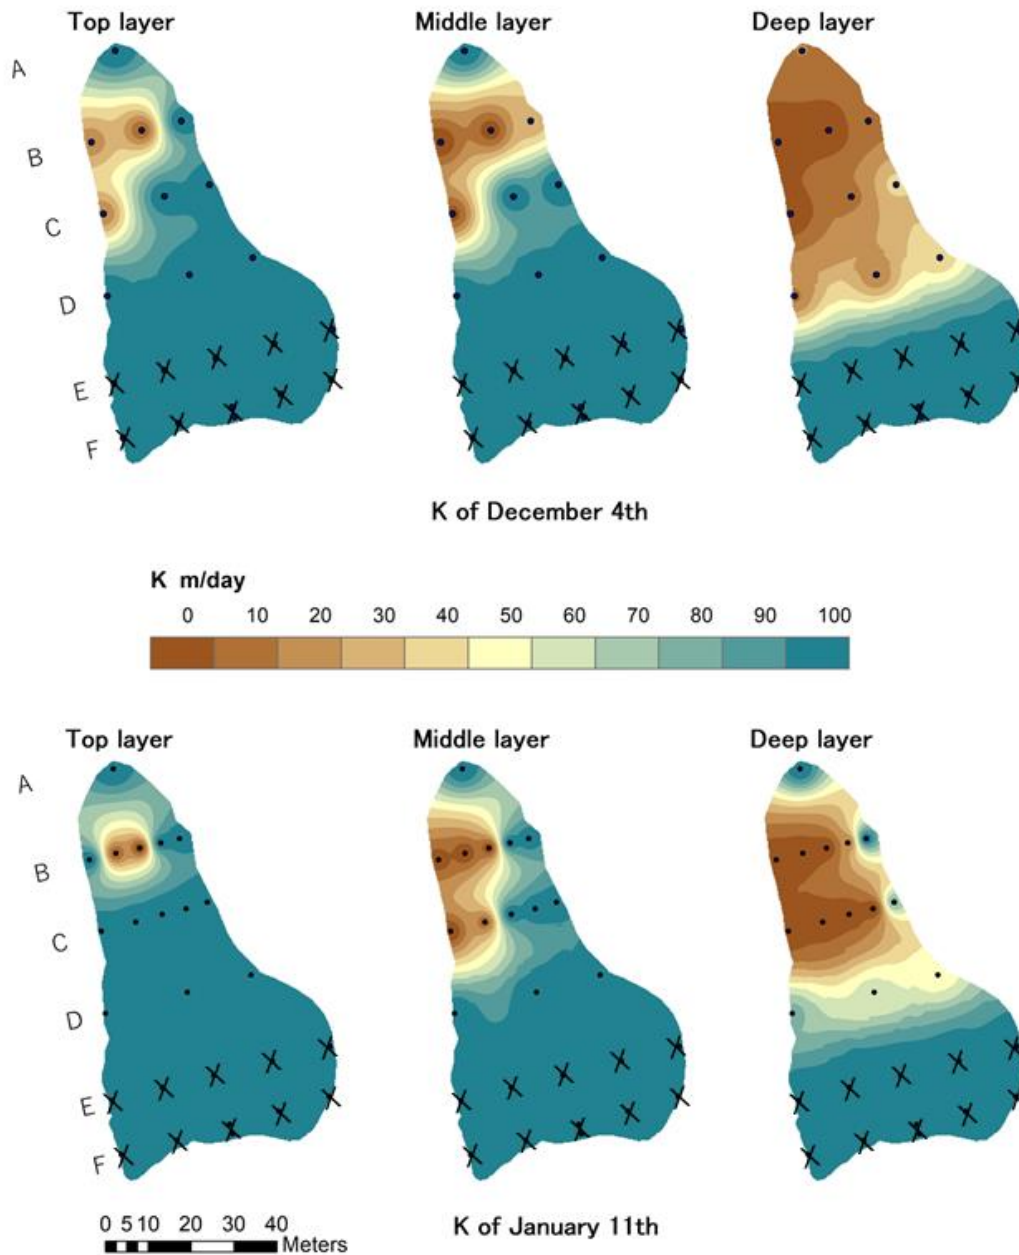 Top layer Middle layer Deep layer
A
B
C
D
E
F
K of December 4th
K m/day
0 10 20 30 40 50 60 70 80 90 100
Top layer Middle layer Deep layer
A
B
C
D
E
F
0 5 10 20 30 40
Meters
K of January 11th